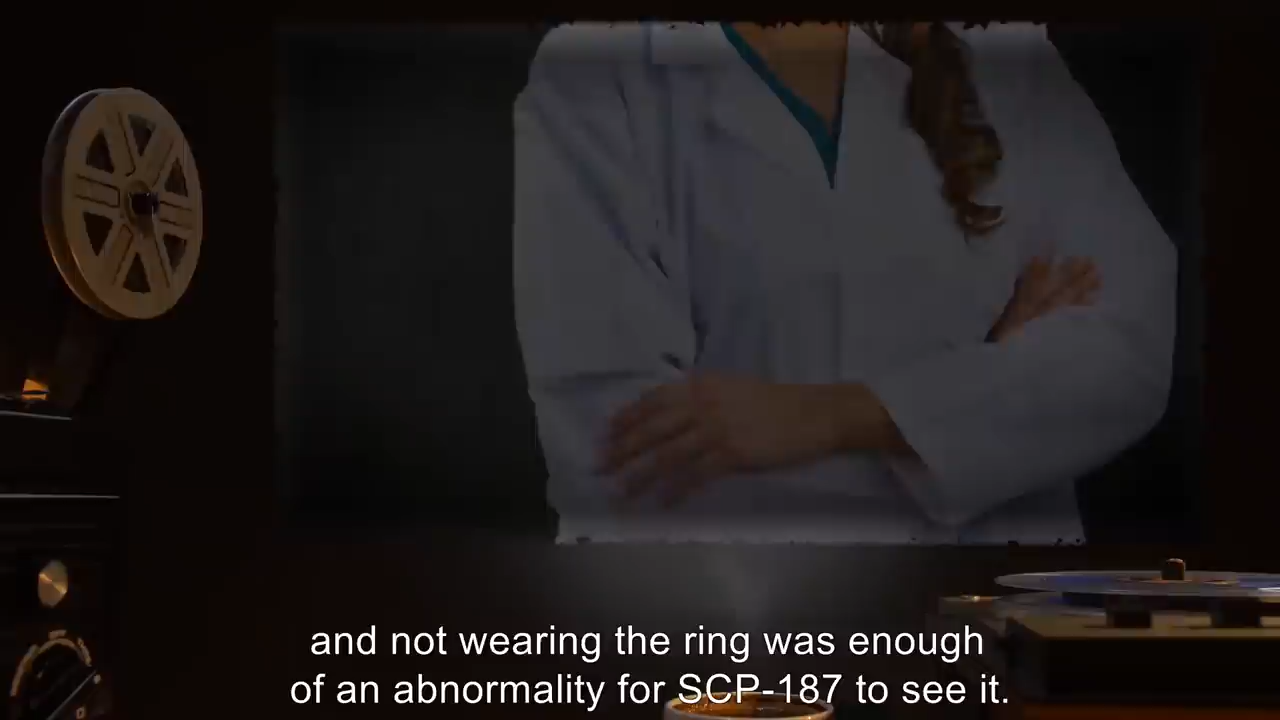 and not wearing the ring was enough
of an abnormality for SCP-187 to see it.